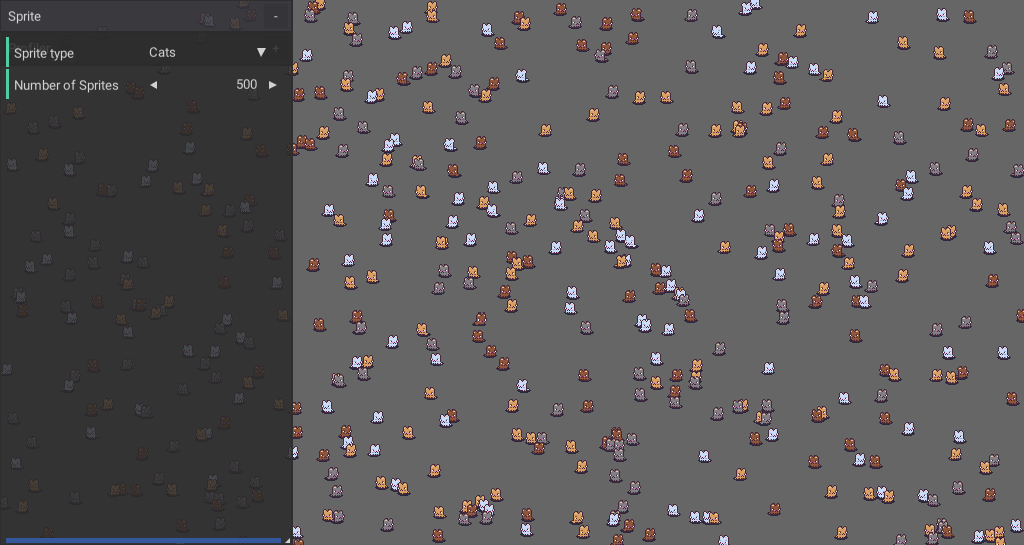 Sprite -
Sprite type Cats ▼
Number of Sprites ◀ 500 ▶